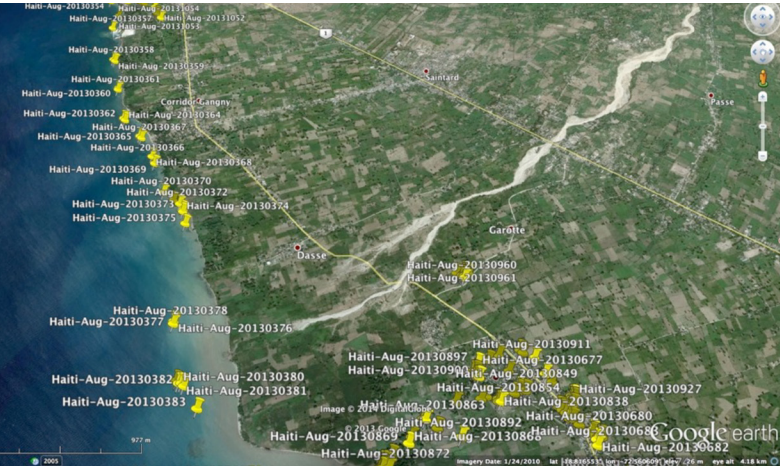 Haiti-Aug-20130354
Haiti-Aug-20131054
Haiti-Aug-20130357
Haiti-Aug-20131052
Haiti-Aug-20131053
1
Haiti-Aug-20130358
Haiti-Aug-20130359
Haiti-Aug-20130361
Haiti-Aug-20130360
Saintard
Passe
Corridor Gangny
Haiti-Aug-20130362
Haiti-Aug-20130364
Haiti-Aug-20130367
Haiti-Aug-20130365
Haiti-Aug-20130366
Haiti-Aug-20130368
Haiti-Aug-20130369
Haiti-Aug-20130370
Haiti-Aug-20130372
Haiti-Aug-20130373
Haiti-Aug-20130374
Haiti-Aug-20130375
Garotte
Dasse
Haiti-Aug-20130960
Haiti-Aug-20130961
Haiti-Aug-20130378
Haiti-Aug-20130377
Haiti-Aug-20130376
Haiti-Aug-20130911
Haiti-Aug-20130897
Haiti-Aug-20130677
Haiti-Aug-20130849
Haiti-Aug-20130382
Haiti-Aug-20130380
Haiti-Aug-20130381
Haiti-Aug-20130854
Haiti-Aug-20130927
Haiti-Aug-20130383
Haiti-Aug-20130863
Haiti-Aug-20130838
Image © DigitalGlobe
Haiti-Aug-20130680
Haiti-Aug-20130892
© 2013 Google
Haiti-Aug-20130683
Google earth
Haiti-Aug-20130869
Haiti-Aug-20130682
Haiti-Aug-20130872
977 m
2005
Imagery Date: 1/24/2010
eye alt 4.18 km